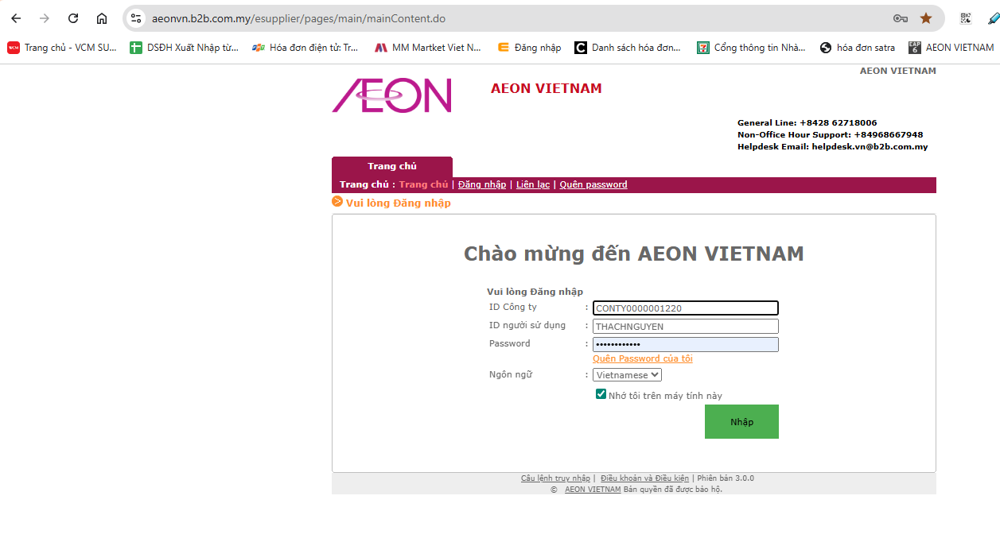 aeonvn.b2b.com.my/esupplier/pages/main/mainContent.do
WCM Trang chủ - VCM SU... DSĐH Xuất Nhập từ... Hóa đơn điện tử: Tr... MM Martket Viet N... Đăng nhập Danh sách hóa đơn... Cổng thông tin Nhà... hóa đơn satra AEON VIETNAM
AEON VIETNAM
AEON
AEON VIETNAM
General Line: +8428 62718006
Non-Office Hour Support: +84968667948
Helpdesk Email: helpdesk.vn@b2b.com.my
Trang chủ
Trang chủ : Trang chủ | Đăng nhập | Liên lạc | Quên password
Vui lòng Đăng nhập
Chào mừng đến AEON VIETNAM
Vui lòng Đăng nhập
ID Công ty : CONTY0000001220
ID người sử dụng : THACHNGUYEN
Password : ••••••••••••
Quên Password của tôi
Ngôn ngữ : Vietnamese
Nhớ tôi trên máy tính này
Nhập
Câu lệnh truy nhập | Điều khoản và Điều kiện | Phiên bản 3.0.0
© AEON VIETNAM Bản quyền đã được bảo hộ.